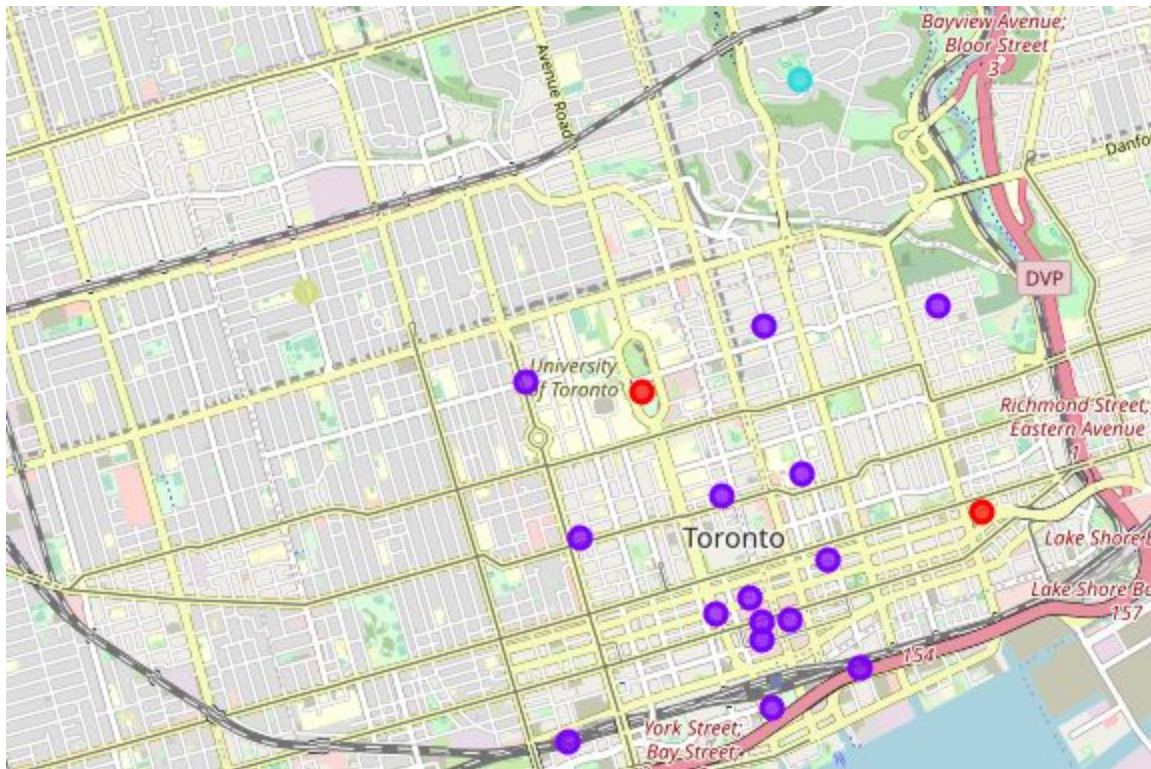 Bayview Avenue;
Bloor Street
3
Avenue Road
Danfo
DVP
University
of Toronto
Richmond Street;
Eastern Avenue
1
Toronto
Lake Shore B
Lake Shore Bo
157
154
York Street;
Bay Street;